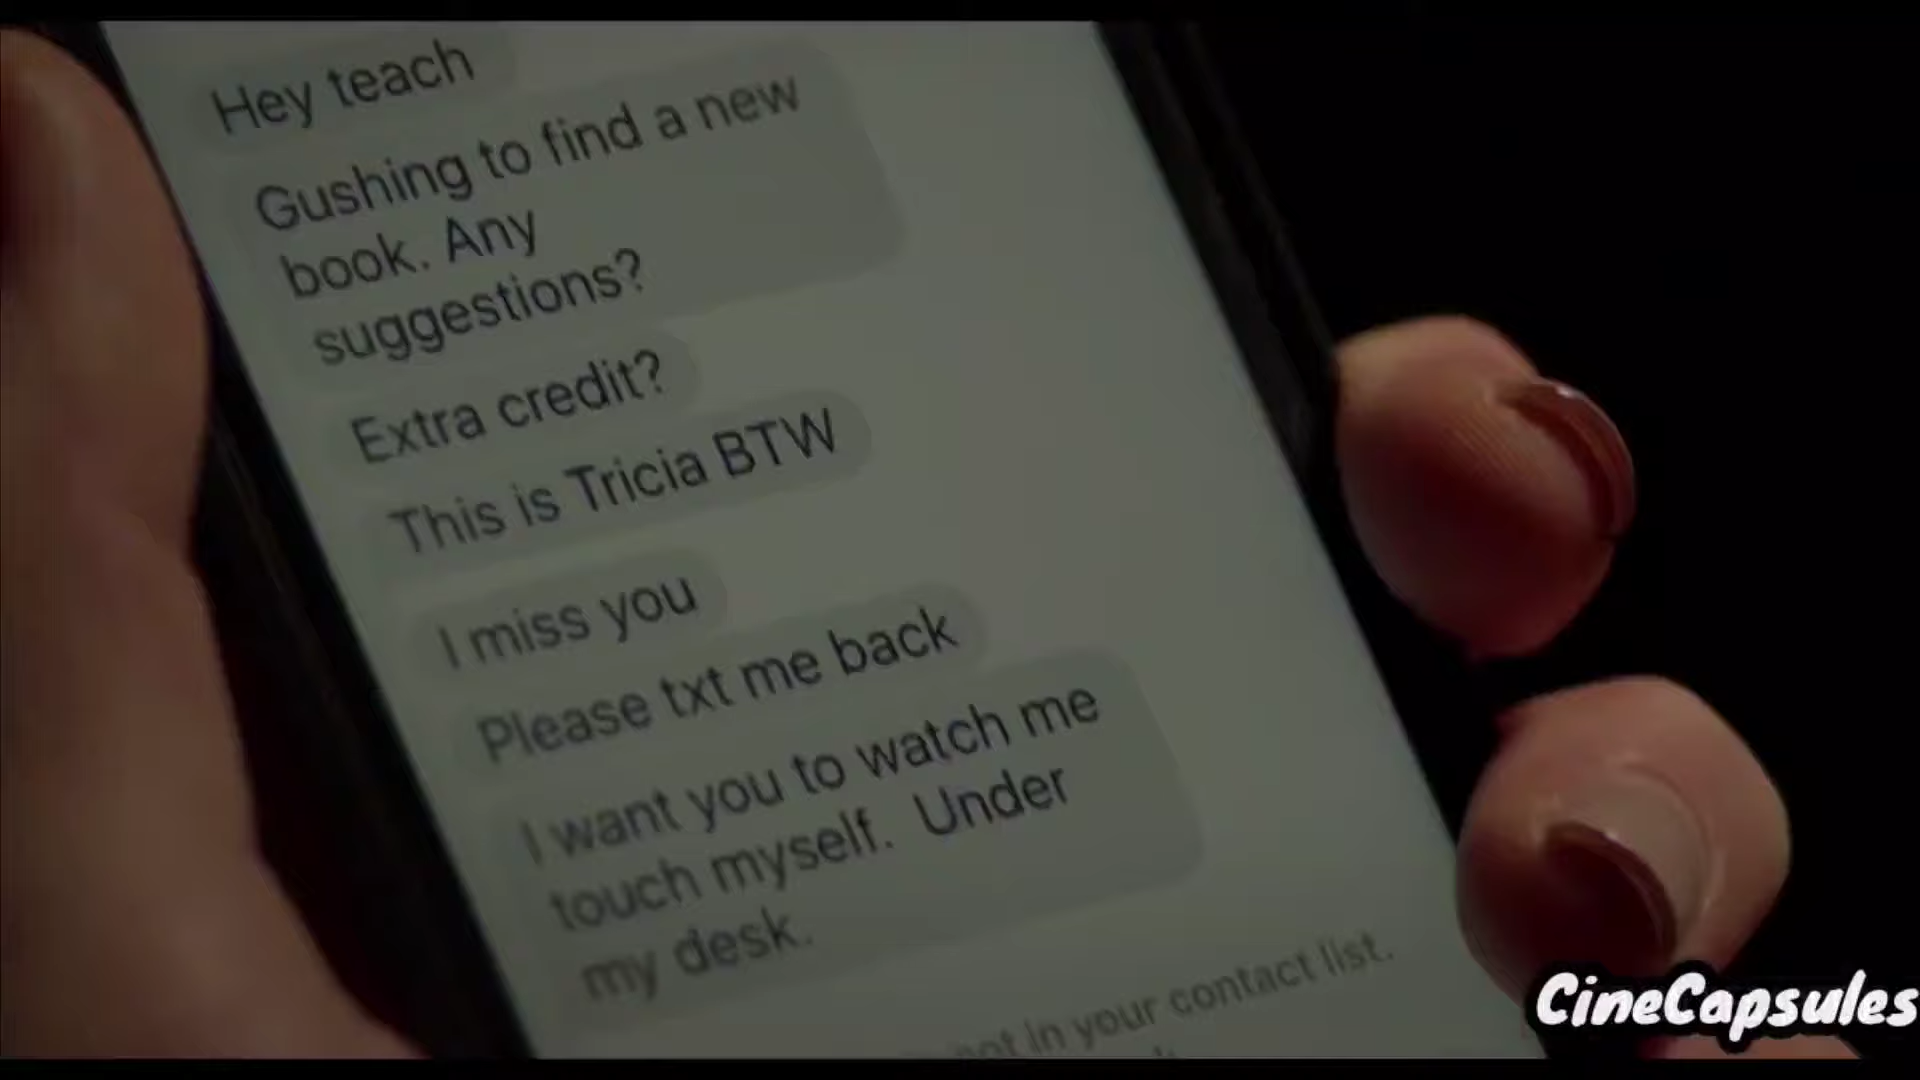 Hey teach
Gushing to find a new
book. Any
suggestions?
Extra credit?
This is Tricia BTW
I miss you
Please txt me back
I want you to watch me
touch myself. Under
my desk.
not in your contact list.
CineCapsules